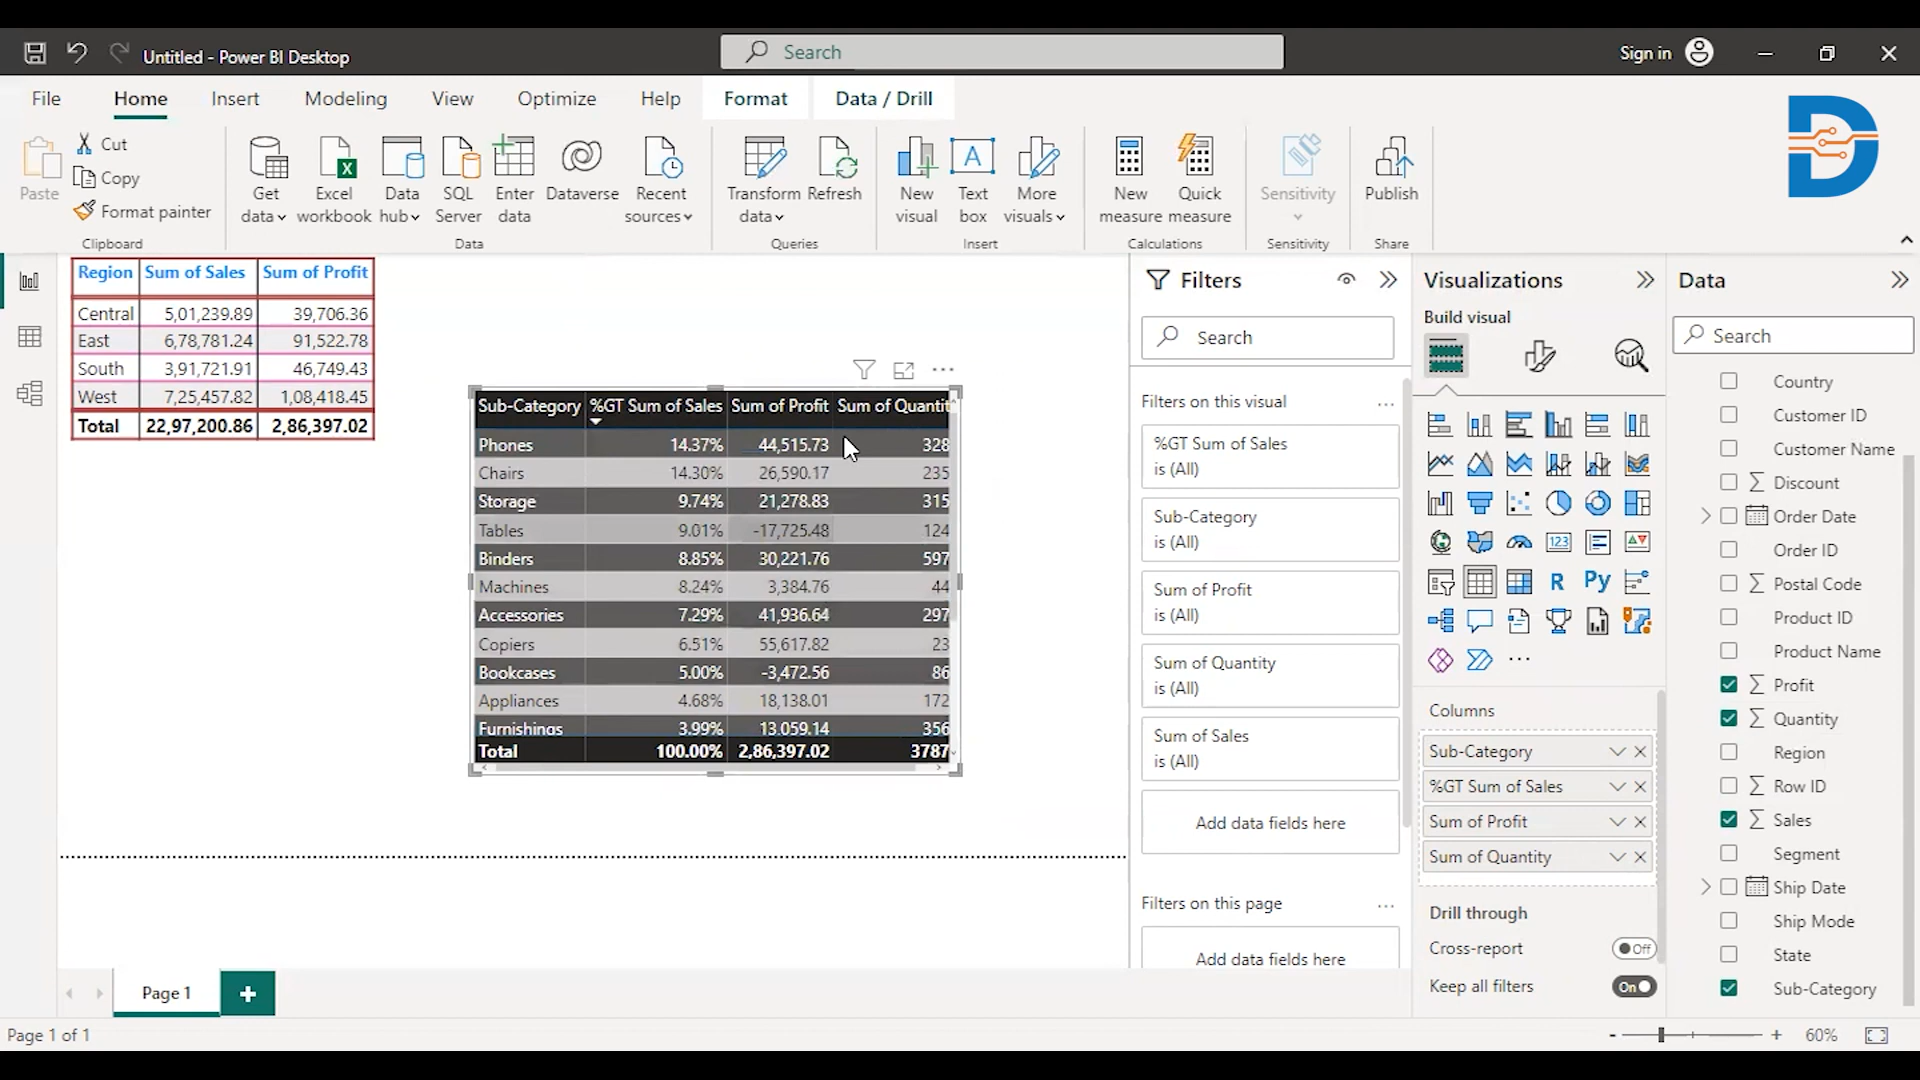 Untitled - Power BI Desktop
Search
Sign in
File Home Insert Modeling View Optimize Help Format Data / Drill
Paste
Cut
Copy
Format painter
Clipboard
Get data
Excel workbook
Data hub
SQL Server
Enter data
Dataverse
Recent sources
Data
Transform data
Refresh
Queries
New visual
Text box
More visuals
Insert
New measure
Quick measure
Calculations
Sensitivity
Sensitivity
Publish
Share
D
Region Sum of Sales Sum of Profit
Central 5,01,239.89 39,706.36
East 6,78,781.24 91,522.78
South 3,91,721.91 46,749.43
West 7,25,457.82 1,08,418.45
Total 22,97,200.86 2,86,397.02
Sub-Category %GT Sum of Sales Sum of Profit Sum of Quantit
Phones 14.37% 44,515.73 328
Chairs 14.30% 26,590.17 235
Storage 9.74% 21,278.83 315
Tables 9.01% -17,725.48 124
Binders 8.85% 30,221.76 597
Machines 8.24% 3,384.76 44
Accessories 7.29% 41,936.64 297
Copiers 6.51% 55,617.82 23
Bookcases 5.00% -3,472.56 86
Appliances 4.68% 18,138.01 172
Furnishings 3.99% 13,059.14 356
Total 100.00% 2,86,397.02 3787
Filters
Search
Filters on this visual
%GT Sum of Sales
is (All)
Sub-Category
is (All)
Sum of Profit
is (All)
Sum of Quantity
is (All)
Sum of Sales
is (All)
Add data fields here
Filters on this page
Add data fields here
Visualizations
Build visual
123
R
Py
Columns
Sub-Category
%GT Sum of Sales
Sum of Profit
Sum of Quantity
Drill through
Cross-report
Off
Keep all filters
On
Data
Search
Country
Customer ID
Customer Name
Discount
Order Date
Order ID
Postal Code
Product ID
Product Name
Profit
Quantity
Region
Row ID
Sales
Segment
Ship Date
Ship Mode
State
Sub-Category
Page 1
Page 1 of 1
60%